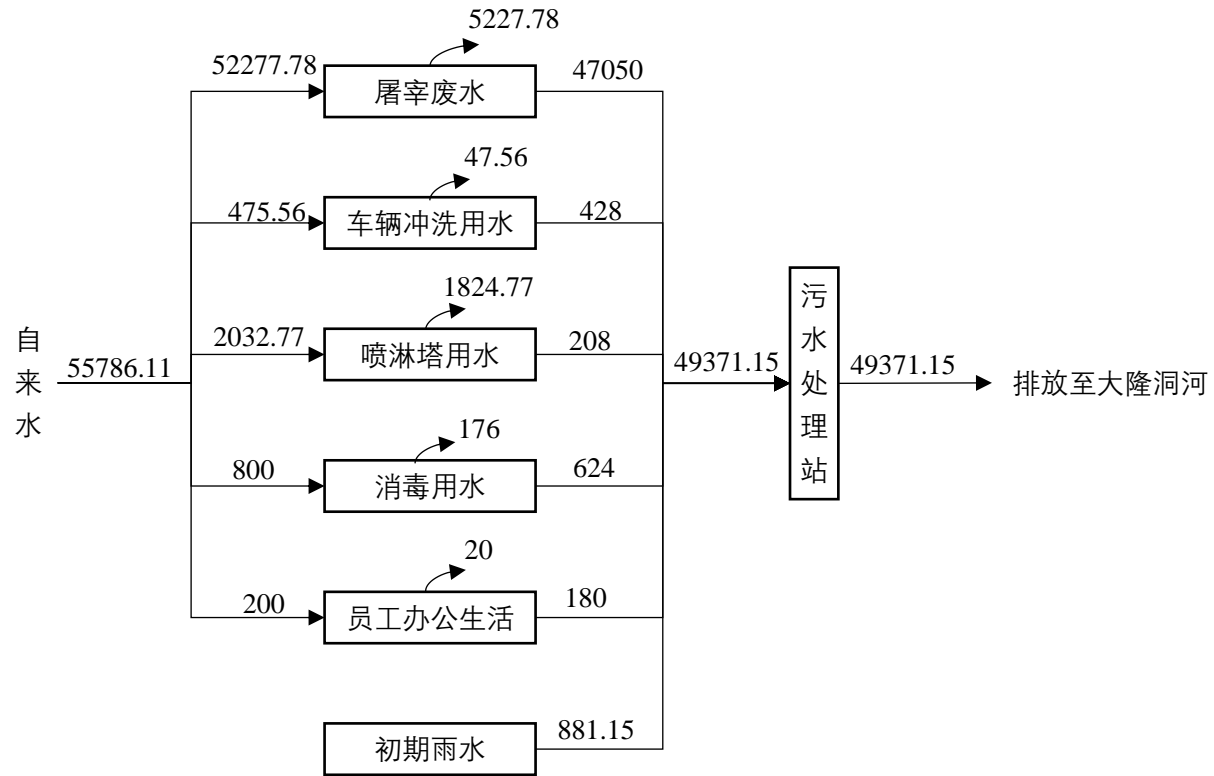 5227.78
52277.78
屠宰废水
47050
47.56
475.56
车辆冲洗用水
428
1824.77
2032.77
喷淋塔用水
208
自来水
55786.11
49371.15
污水处理站
49371.15
排放至大隆洞河
176
800
消毒用水
624
20
200
员工办公生活
180
初期雨水
881.15